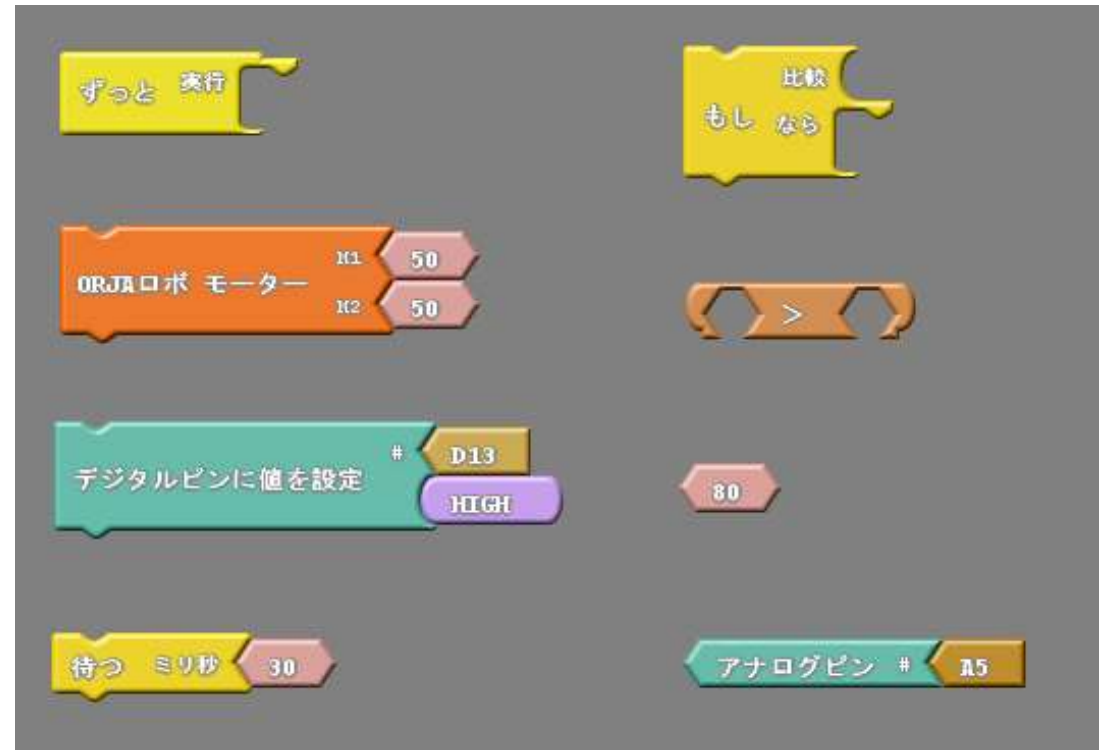 ずっと 実行
ORJAロボ モーター
M1 50
M2 50
デジタルピンに値を設定
# D13
HIGH
待つ ミリ秒 30
比較
もし なら
>
80
アナログピン # A5